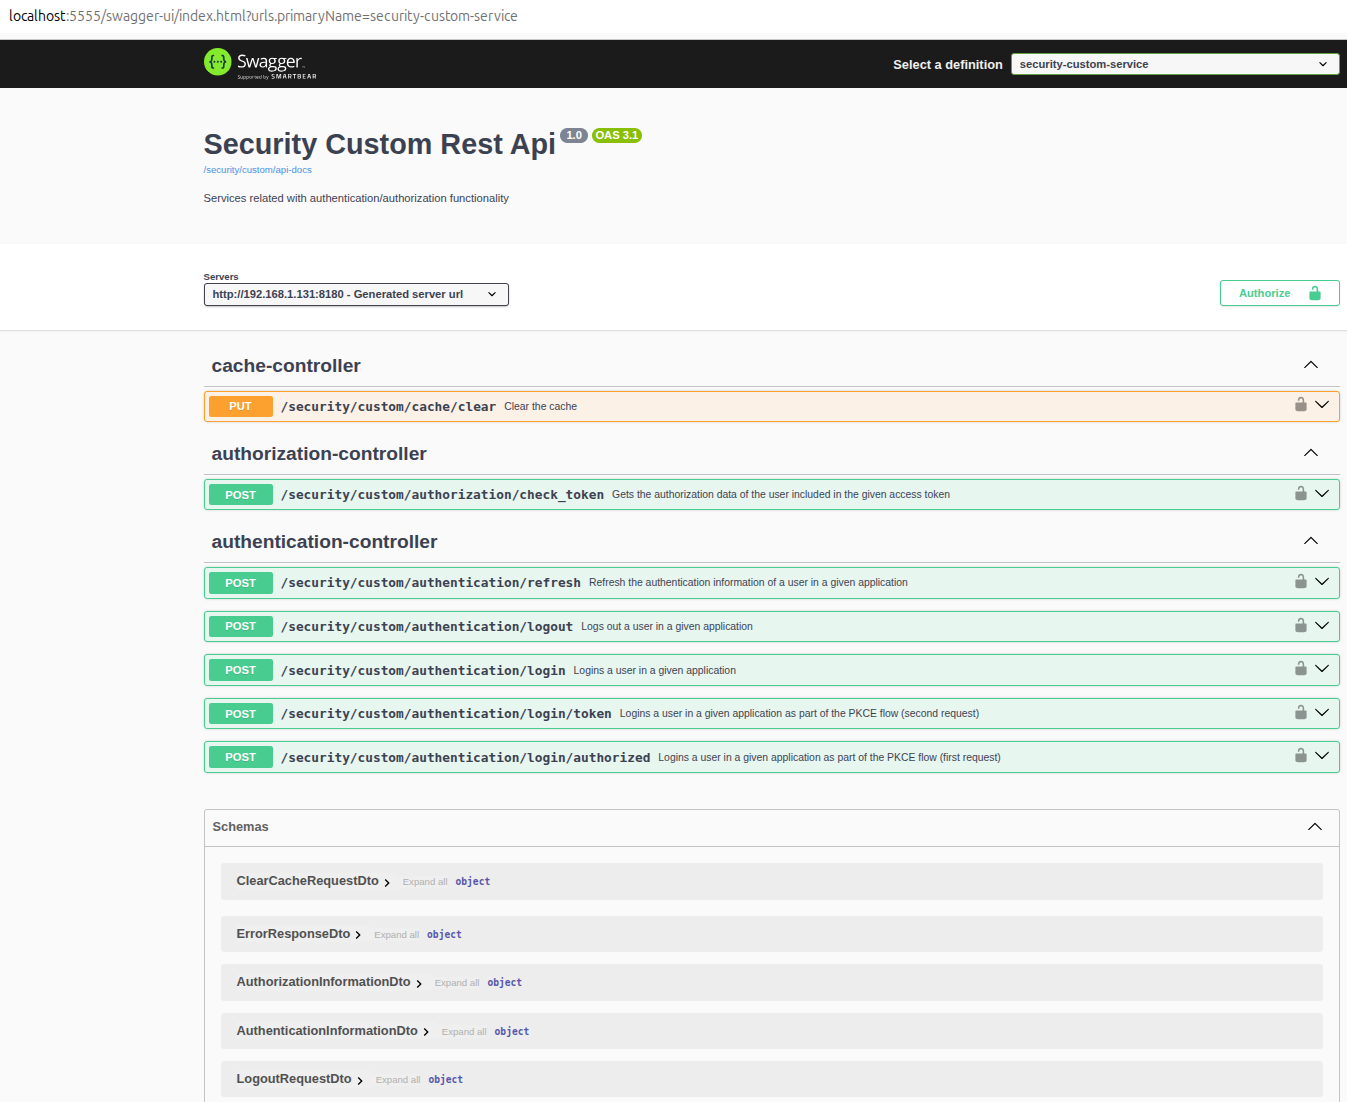 localhost:5555/swagger-ui/index.html?urls.primaryName=security-custom-service
{···} Swagger
Supported by SMARTBEAR
Select a definition security-custom-service
Security Custom Rest Api 1.0 OAS 3.1
/security/custom/api-docs
Services related with authentication/authorization functionality
Servers
http://192.168.1.131:8180 - Generated server url
Authorize
cache-controller
PUT /security/custom/cache/clear Clear the cache
authorization-controller
POST /security/custom/authorization/check_token Gets the authorization data of the user included in the given access token
authentication-controller
POST /security/custom/authentication/refresh Refresh the authentication information of a user in a given application
POST /security/custom/authentication/logout Logs out a user in a given application
POST /security/custom/authentication/login Logins a user in a given application
POST /security/custom/authentication/login/token Logins a user in a given application as part of the PKCE flow (second request)
POST /security/custom/authentication/login/authorized Logins a user in a given application as part of the PKCE flow (first request)
Schemas
ClearCacheRequestDto Expand all object
ErrorResponseDto Expand all object
AuthorizationInformationDto Expand all object
AuthenticationInformationDto Expand all object
LogoutRequestDto Expand all object